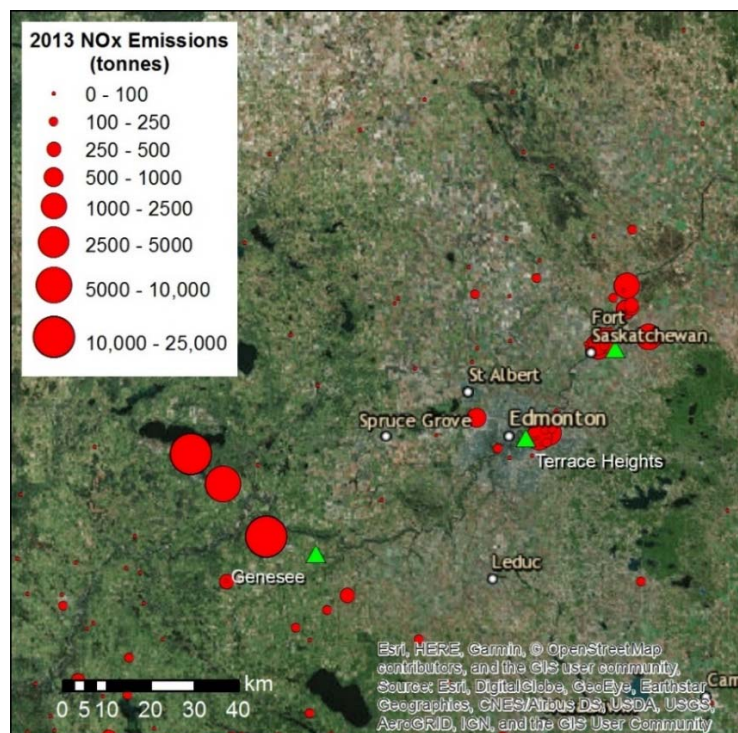 2013 NOx Emissions
(tonnes)
0 - 100
100 - 250
250 - 500
500 - 1000
1000 - 2500
2500 - 5000
5000 - 10,000
10,000 - 25,000
Fort
Saskatchewan
St Albert
Spruce Grove
Edmonton
Terrace Heights
Genesee
Leduc
Cam
km
0 5 10 20 30 40
Esri, HERE, Garmin, © OpenStreetMap
contributors, and the GIS user community,
Source: Esri, DigitalGlobe, GeoEye, Earthstar
Geographics, CNES/Airbus DS, USDA, USGS,
AeroGRID, IGN, and the GIS User Community